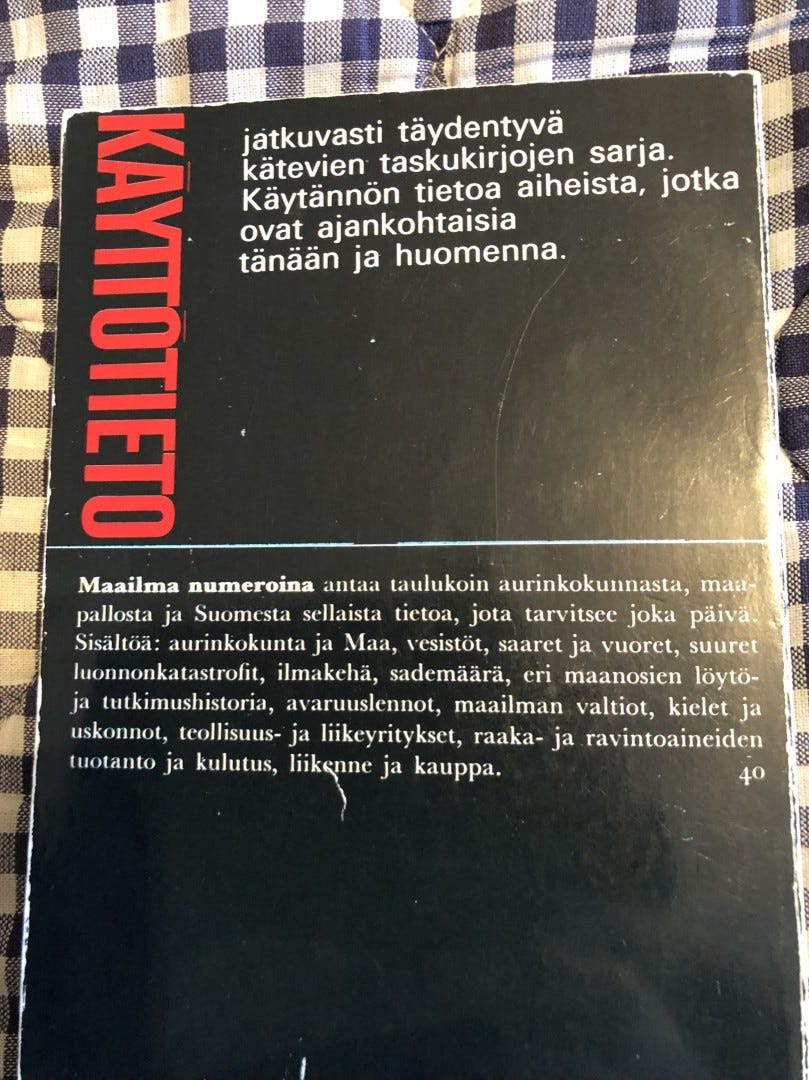 KÄYTTÖTIETO
jatkuvasti täydentyvä
kätevien taskukirjojen sarja.
Käytännön tietoa aiheista, jotka
ovat ajankohtaisia
tänään ja huomenna.
Maailma numeroina antaa taulukoin aurinkokunnasta, maa-
pallosta ja Suomesta sellaista tietoa, jota tarvitsee joka päivä.
Sisältöä: aurinkokunta ja Maa, vesistöt, saaret ja vuoret, suuret
luonnonkatastrofit, ilmakehä, sademäärä, eri maanosien löytö-
ja tutkimushistoria, avaruuslennot, maailman valtiot, kielet ja
uskonnot, teollisuus- ja liikeyritykset, raaka- ja ravintoaineiden
tuotanto ja kulutus, liikenne ja kauppa.
40